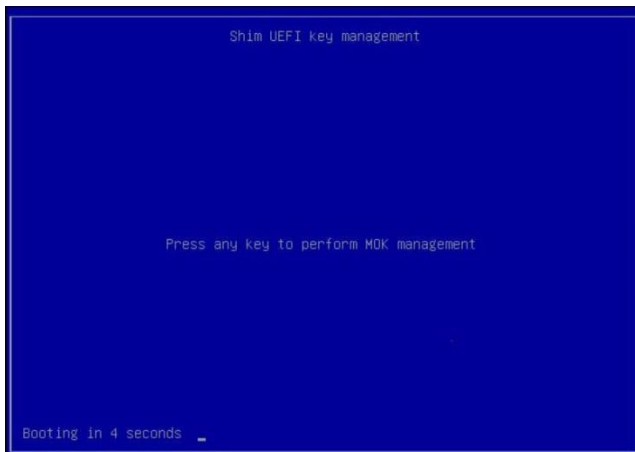 Shim UEFI key management
Press any key to perform MOK management
Booting in 4 seconds _